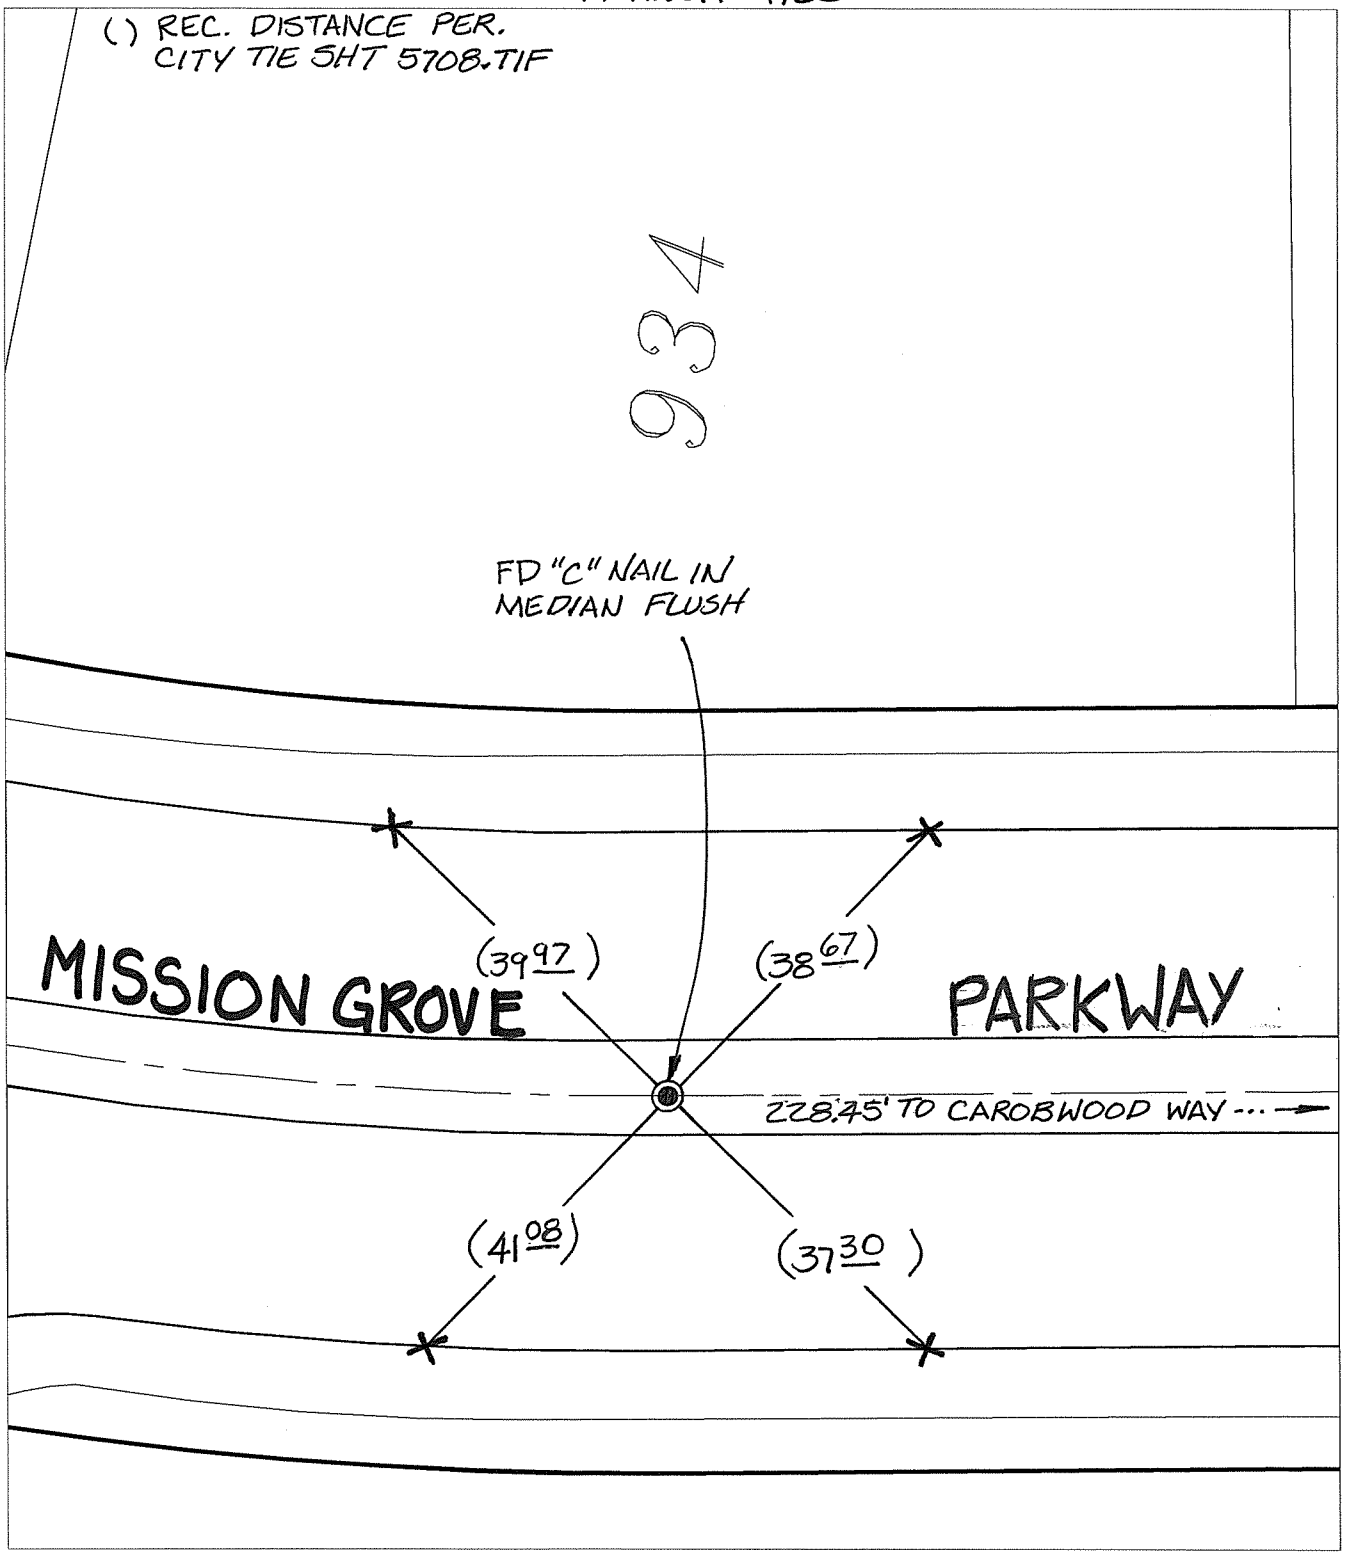 () REC. DISTANCE PER.
CITY TIE SHT 5708.TIF
934
FD "C" NAIL IN
MEDIAN FLUSH
(39 97)
(38 67)
MISSION GROVE PARKWAY
228.45' TO CAROBWOOD WAY ...
(41 08)
(37 30)